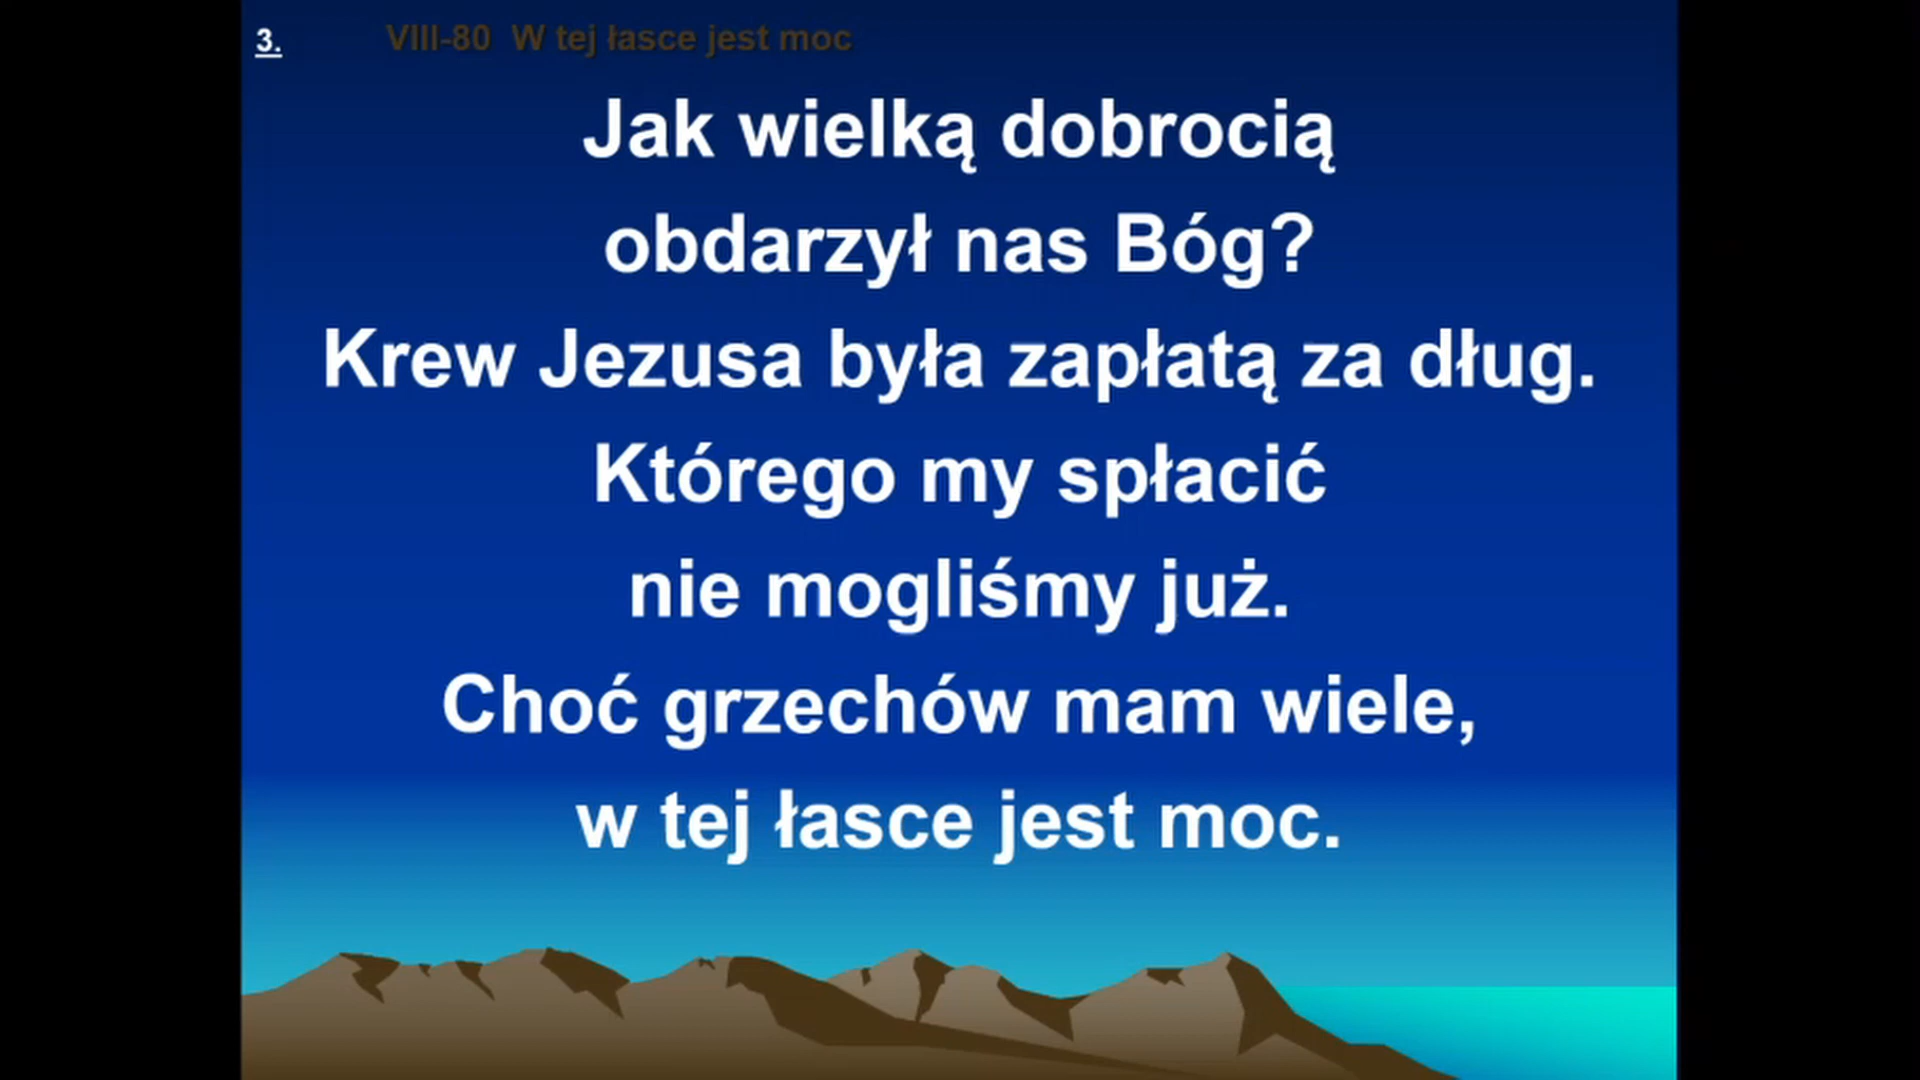 3. VIII-80 W tej łasce jest moc
Jak wielką dobrocią
obdarzył nas Bóg?
Krew Jezusa była zapłatą za dług.
Którego my spłacić
nie mogliśmy już.
Choć grzechów mam wiele,
w tej łasce jest moc.